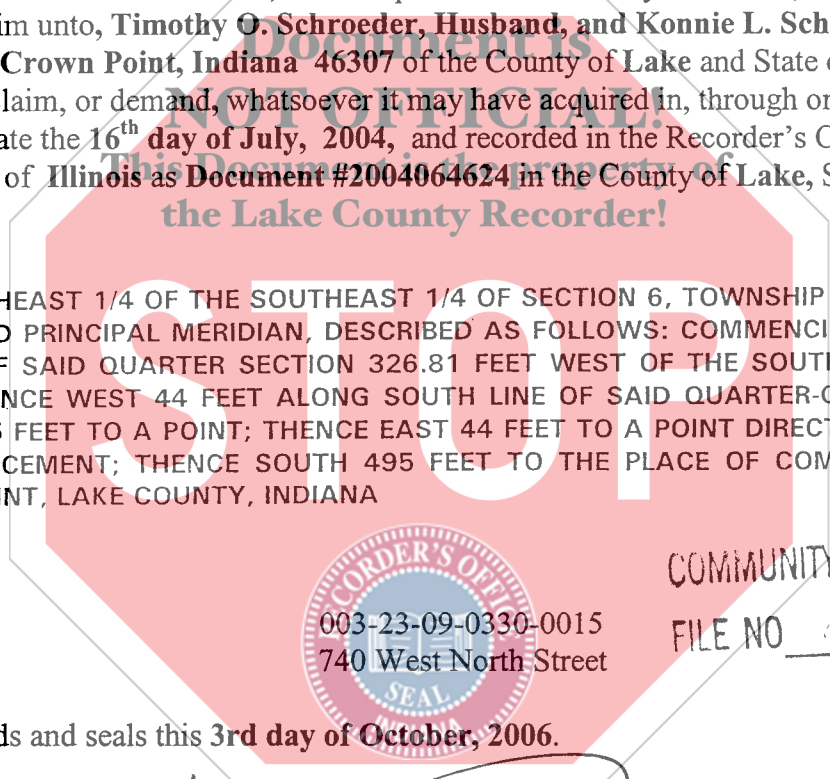 im unto, Timothy O. Schroeder, Husband, and Konnie L. Sch
Document is
Crown Point, Indiana 46307 of the County of Lake and State
laim, or demand, whatsoever it may have acquired in, through or
NOT OFFICIAL!
ate the 16th day of July, 2004, and recorded in the Recorder's
This Document is the property of
of Illinois as Document #2004064624 in the County of Lake, S
the Lake County Recorder!
HEAST 1/4 OF THE SOUTHEAST 1/4 OF SECTION 6, TOWNSHIP
D PRINCIPAL MERIDIAN, DESCRIBED AS FOLLOWS: COMMENCI
F SAID QUARTER SECTION 326.81 FEET WEST OF THE SOUTH
NCE WEST 44 FEET ALONG SOUTH LINE OF SAID QUARTER-
FEET TO A POINT; THENCE EAST 44 FEET TO A POINT DIRECT
CEMENT; THENCE SOUTH 495 FEET TO THE PLACE OF COM
NT, LAKE COUNTY, INDIANA
STOP
COMMUNITY
FILE NO
RECORDER'S OFFICE
003-23-09-0330-0015
740 West North Street
SEAL
INDIANA
ds and seals this 3rd day of October, 2006.